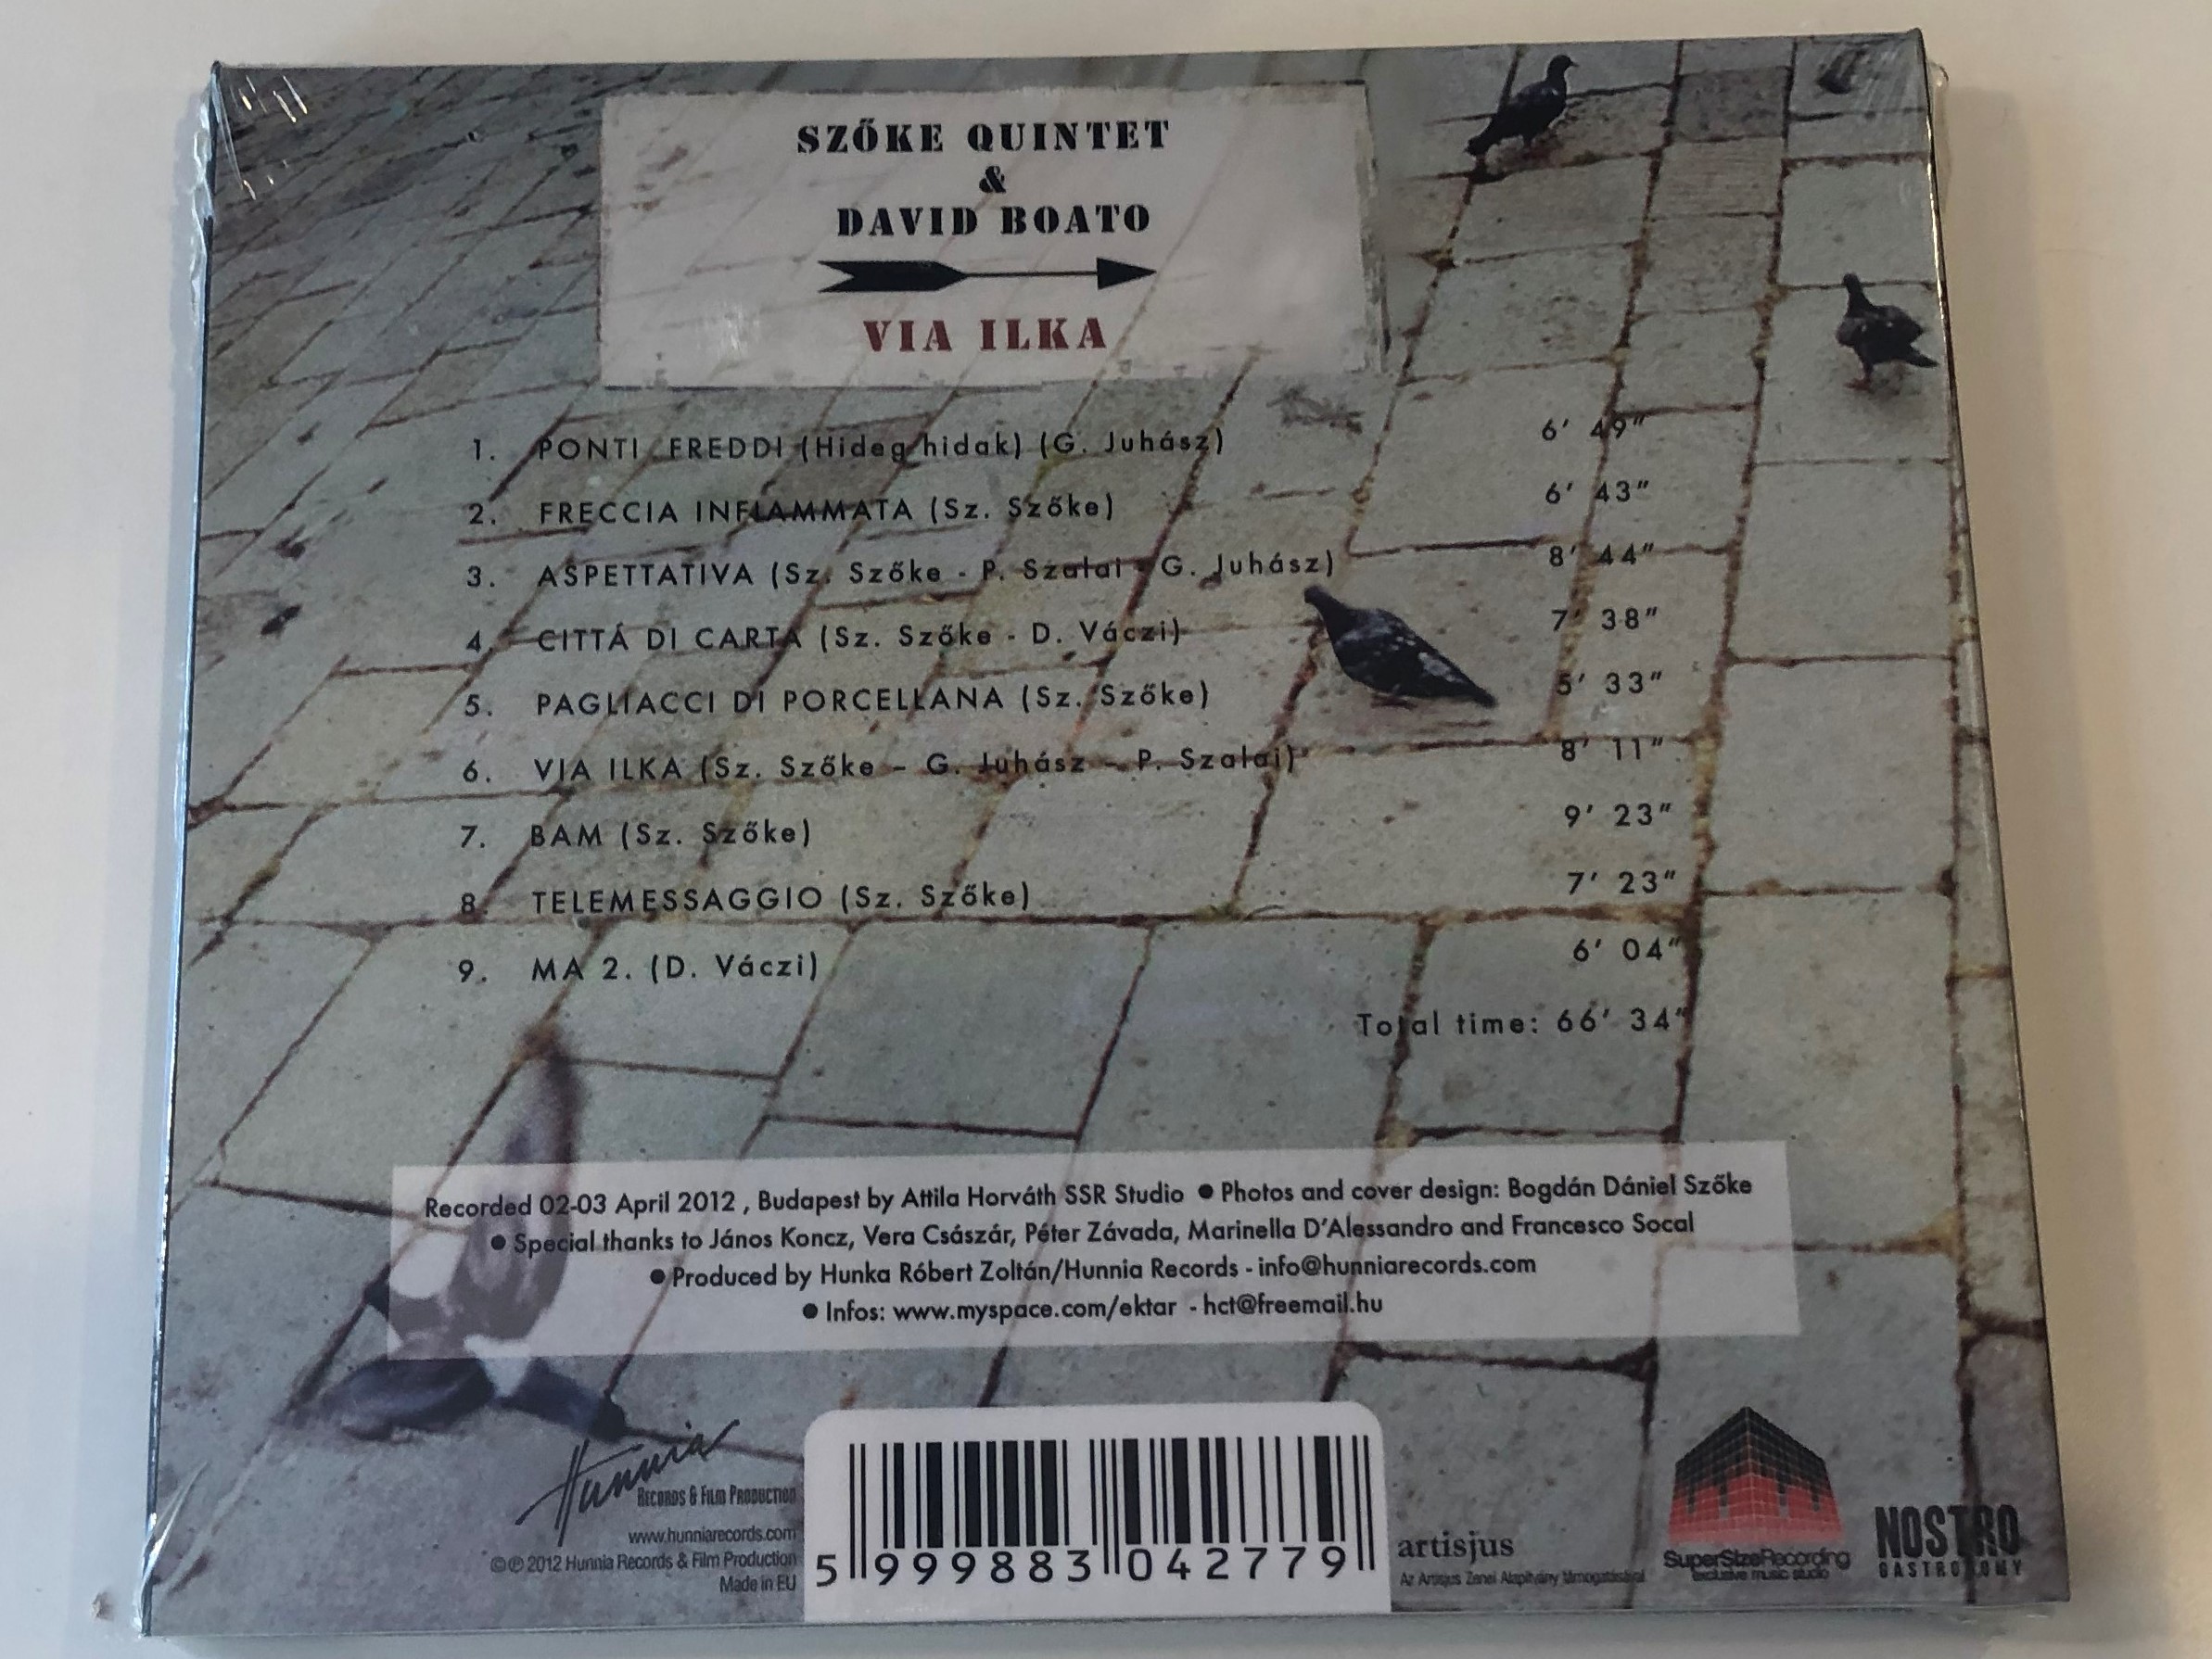 SZŐKE QUINTET
&
DAVID BOATO
VIA ILKA
1. PONTI FREDDI (Hideg hidak) (G. Juhász) 6' 49"
2. FRECCIA INFIAMMATA (Sz. Szőke) 6' 43"
3. ASPETTATIVA (Sz. Szőke - P. Szalai - G. Juhász) 8' 44"
4. CITTÁ DI CARTA (Sz. Szőke - D. Váczi) 7' 38"
5. PAGLIACCI DI PORCELLANA (Sz. Szőke) 5' 33"
6. VIA ILKA (Sz. Szőke – G. Juhász – P. Szalai) 8' 11"
7. BAM (Sz. Szőke) 9' 23"
8. TELEMESSAGGIO (Sz. Szőke) 7' 23"
9. MA 2. (D. Váczi) 6' 04"
Total time: 66' 34"
Recorded 02-03 April 2012 , Budapest by Attila Horváth SSR Studio ● Photos and cover design: Bogdán Dániel Szőke
● Special thanks to János Koncz, Vera Császár, Péter Závada, Marinella D'Alessandro and Francesco Socal
● Produced by Hunka Róbert Zoltán/Hunnia Records - info@hunniarecords.com
● Infos: www.myspace.com/ektar - hct@freemail.hu
Hunnia
RECORDS & FILM PRODUCTION
www.hunniarecords.com
©℗ 2012 Hunnia Records & Film Production
Made in EU
5 999883 042779
artisjus
Az Artisjus Zenei Alapítvány támogatásával
SuperSizeRecording
exclusive music studio
NOSTRO
GASTRONOMY